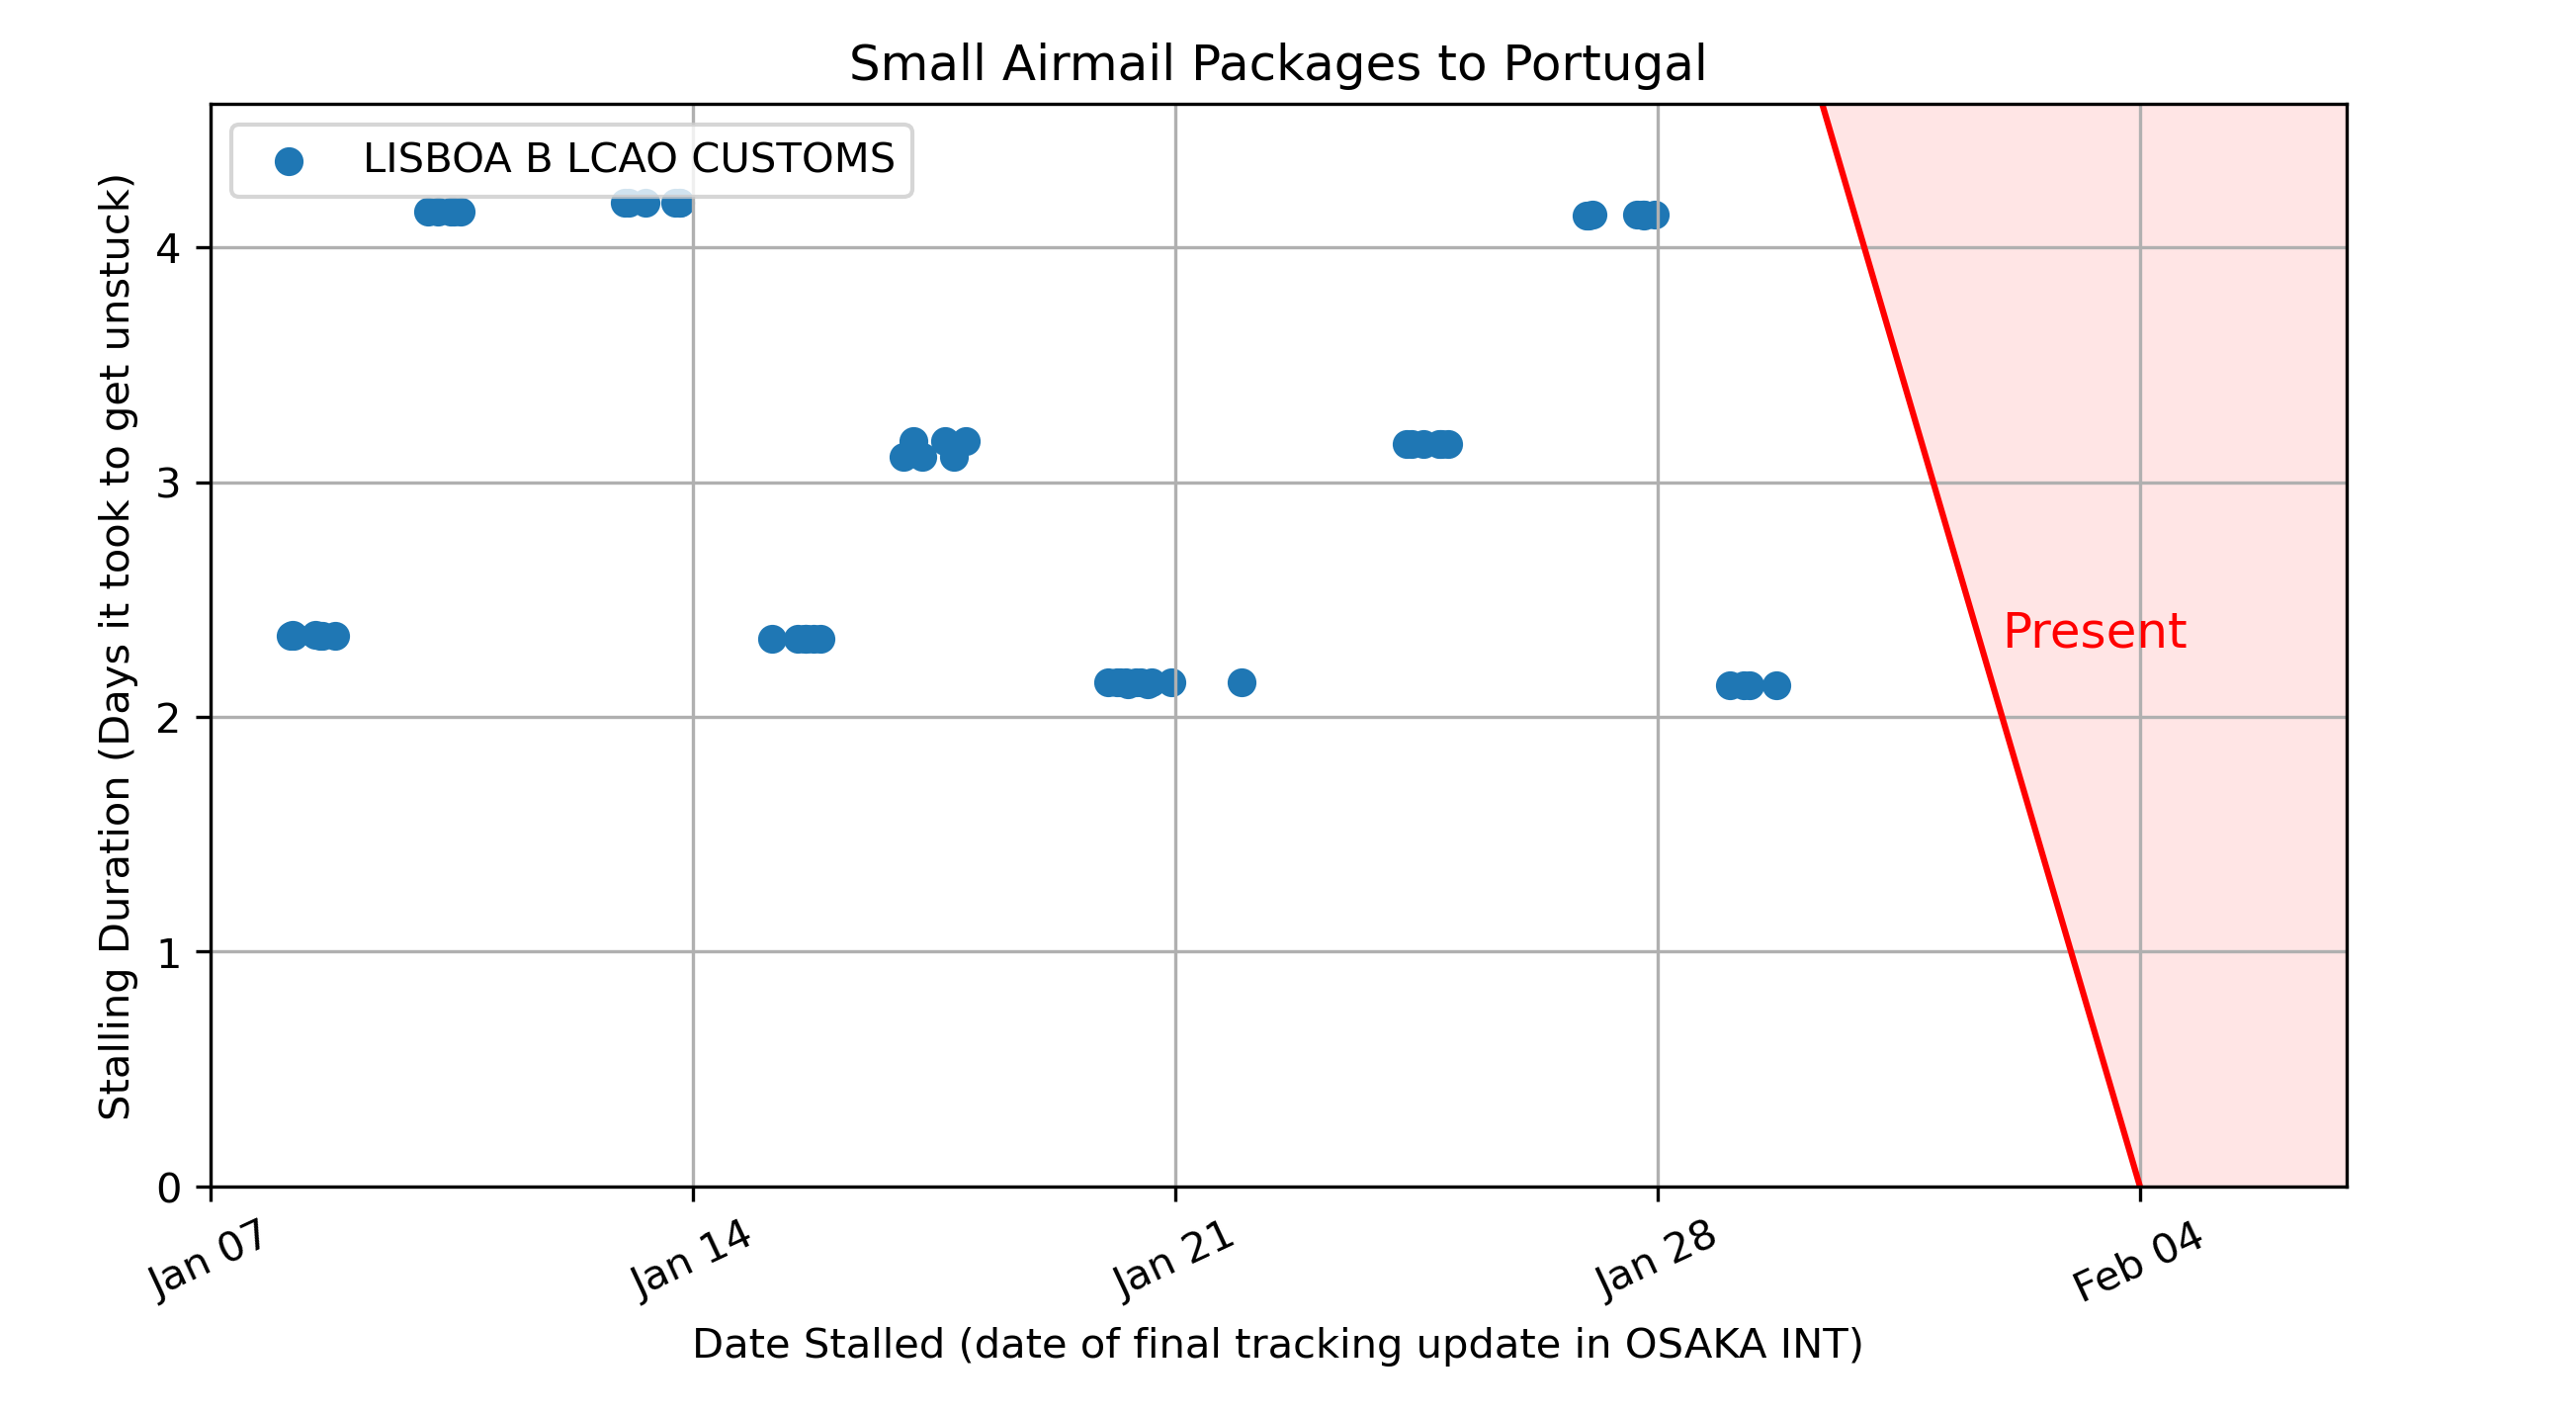 Small Airmail Packages to Portugal
LISBOA B LCAO CUSTOMS
Stalling Duration (Days it took to get unstuck)
4
3
2
1
0
Present
Jan 07
Jan 14
Jan 21
Jan 28
Feb 04
Date Stalled (date of final tracking update in OSAKA INT)